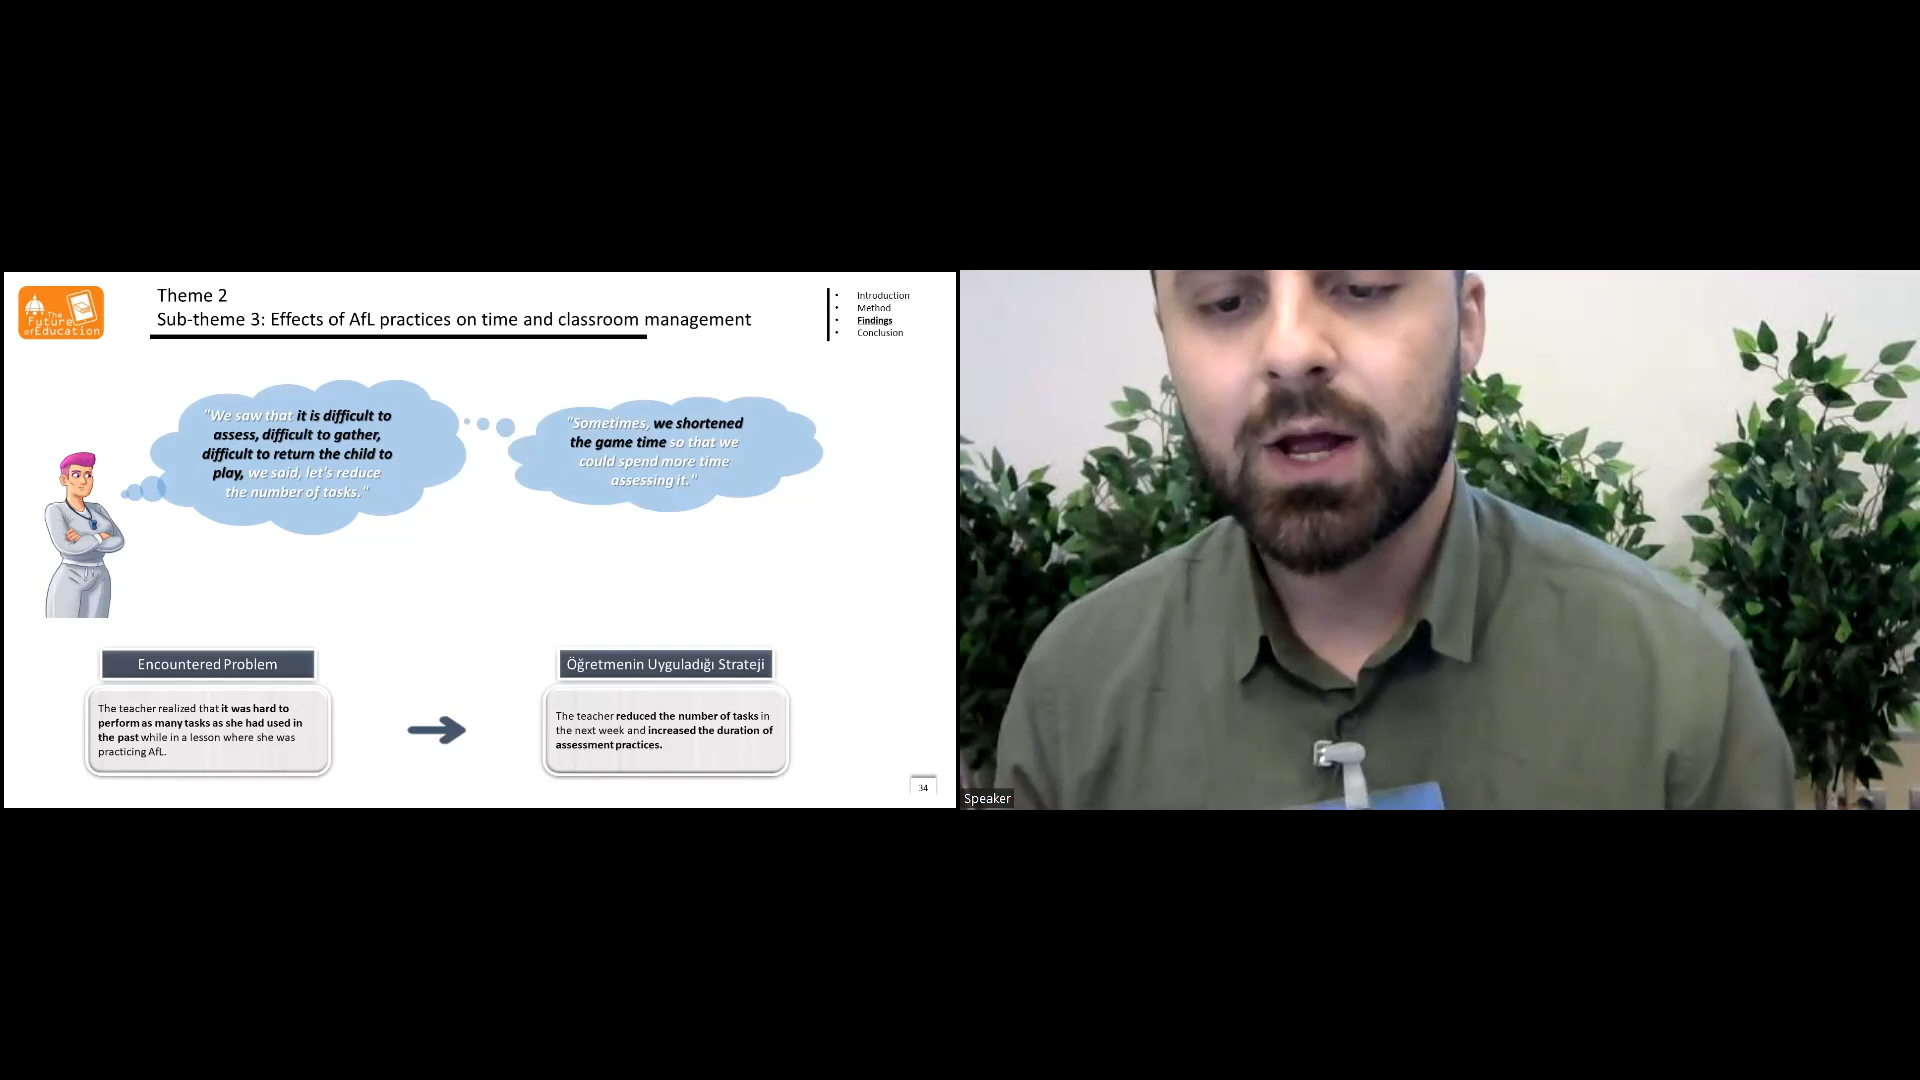 The
Future
of Education
Theme 2
Sub-theme 3: Effects of AfL practices on time and classroom management
• Introduction
• Method
• Findings
• Conclusion
"We saw that it is difficult to
assess, difficult to gather,
difficult to return the child to
play, we said, let's reduce
the number of tasks."
"Sometimes, we shortened
the game time so that we
could spend more time
assessing it."
Encountered Problem
The teacher realized that it was hard to
perform as many tasks as she had used in
the past while in a lesson where she was
practicing AfL.
Öğretmenin Uyguladığı Strateji
The teacher reduced the number of tasks in
the next week and increased the duration of
assessment practices.
34
Speaker